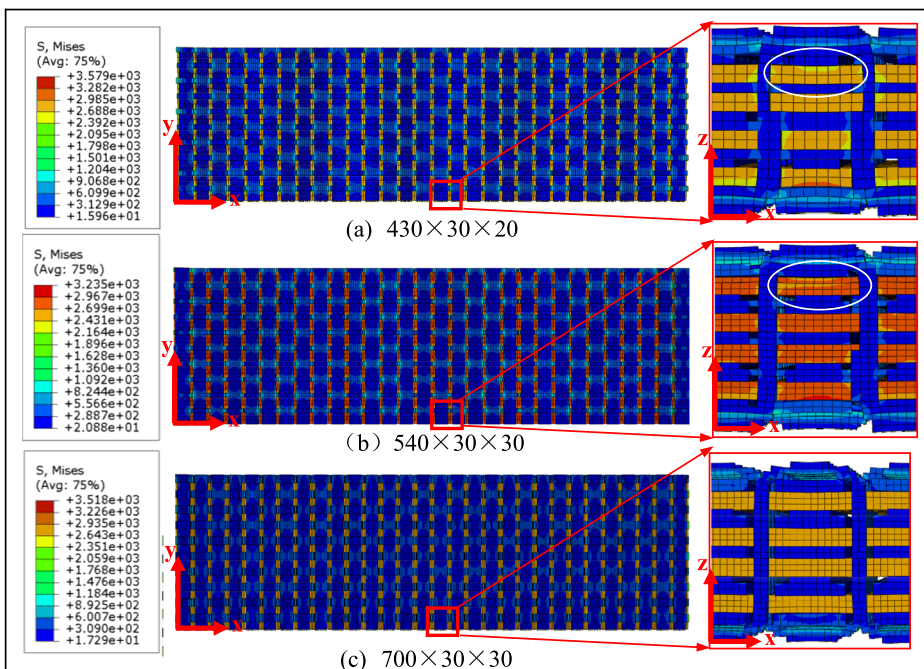 S, Mises
(Avg: 75%)
+3.579e+03
+3.282e+03
+2.985e+03
+2.688e+03
+2.392e+03
+2.095e+03
+1.798e+03
+1.501e+03
+1.204e+03
+9.068e+02
+6.099e+02
+3.129e+02
+1.596e+01
y
x
z
x
(a) 430×30×20
S, Mises
(Avg: 75%)
+3.235e+03
+2.967e+03
+2.699e+03
+2.431e+03
+2.164e+03
+1.896e+03
+1.628e+03
+1.360e+03
+1.092e+03
+8.244e+02
+5.566e+02
+2.887e+02
+2.088e+01
y
x
z
x
(b) 540×30×30
S, Mises
(Avg: 75%)
+3.518e+03
+3.226e+03
+2.935e+03
+2.643e+03
+2.351e+03
+2.059e+03
+1.768e+03
+1.476e+03
+1.184e+03
+8.925e+02
+6.007e+02
+3.090e+02
+1.729e+01
y
x
z
x
(c) 700×30×30